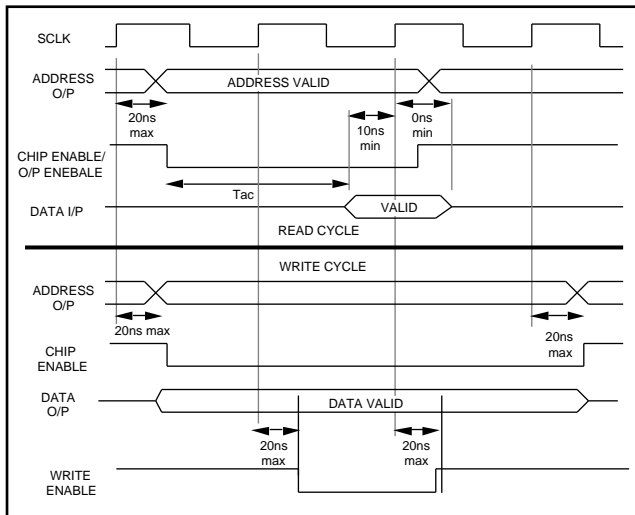 SCLK
ADDRESS
O/P
ADDRESS VALID
20ns
max
10ns
min
0ns
min
CHIP ENABLE/
O/P ENEBALE
Tac
DATA I/P
VALID
READ CYCLE
WRITE CYCLE
ADDRESS
O/P
20ns max
20ns
max
CHIP
ENABLE
DATA
O/P
DATA VALID
20ns
max
20ns
max
WRITE
ENABLE